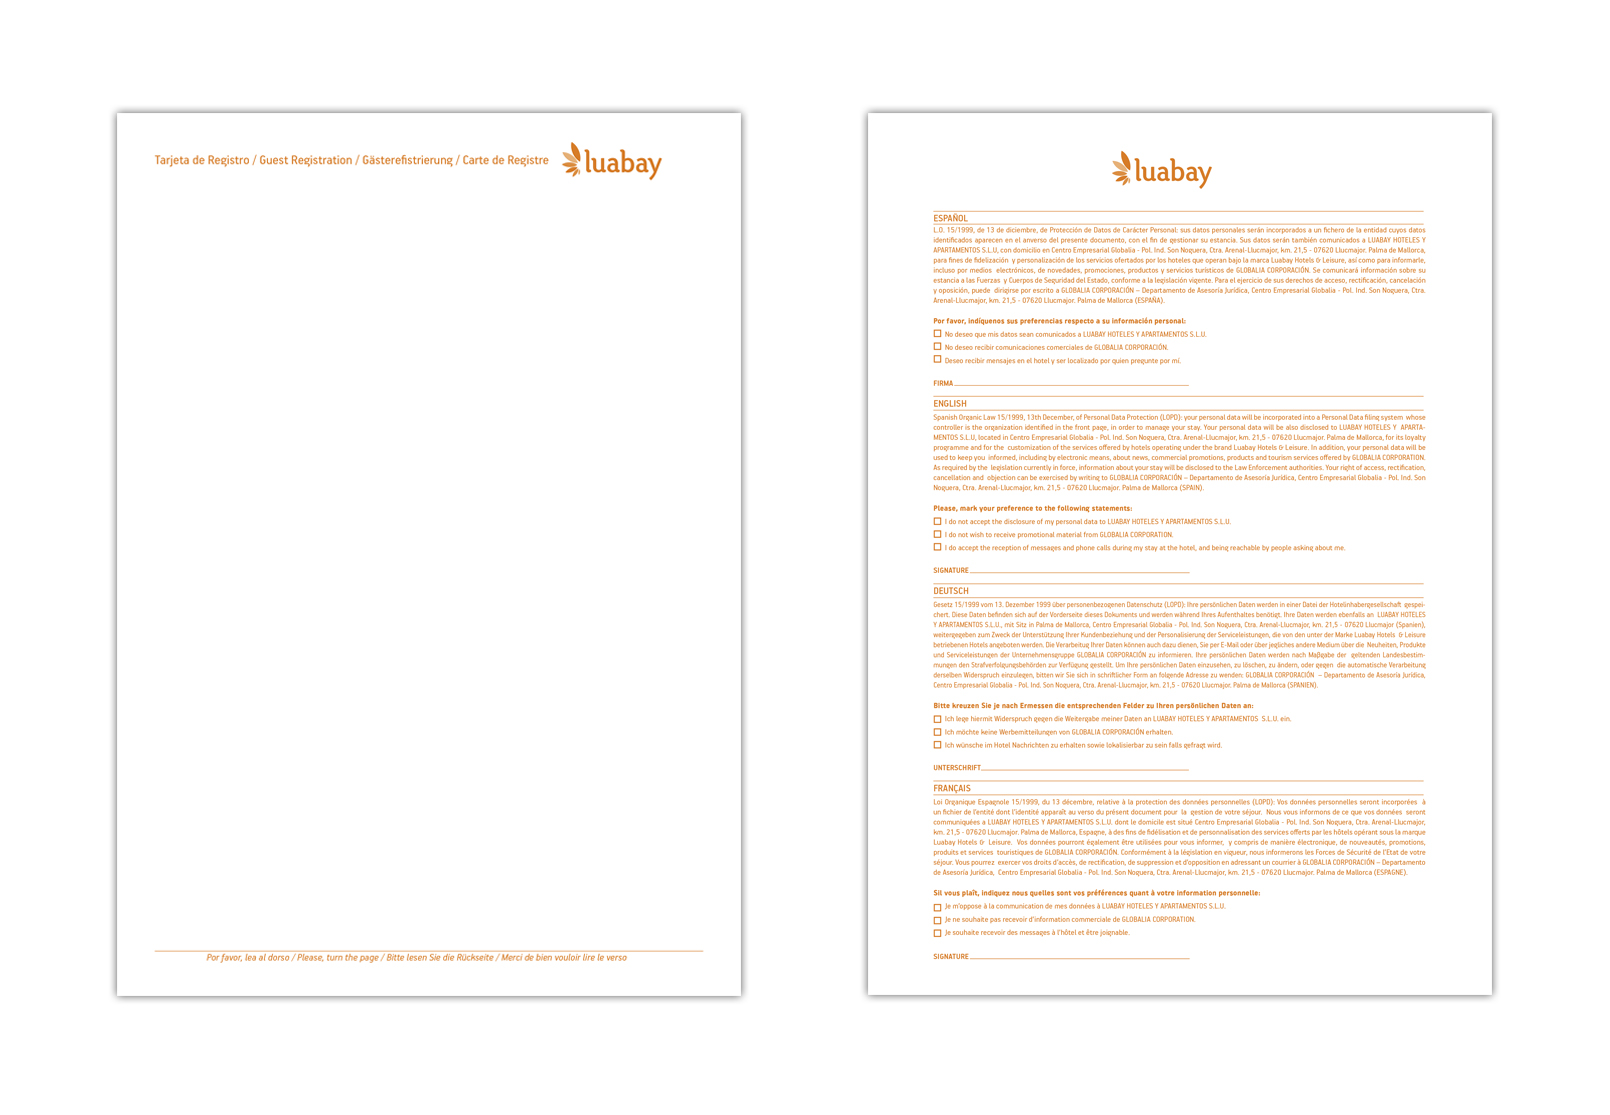 Tarjeta de Registro / Guest Registration / Gästerefistrierung / Carte de Registre
luabay
Por favor, lea al dorso / Please, turn the page / Bitte lesen Sie die Rückseite / Merci de bien vouloir lire le verso
luabay
ESPAÑOL
L.O. 15/1999, de 13 de diciembre, de Protección de Datos de Carácter Personal: sus datos personales serán incorporados a un fichero de la entidad cuyos datos
identificados aparecen en el anverso del presente documento, con el fin de gestionar su estancia. Sus datos serán también comunicados a LUABAY HOTELES Y
APARTAMENTOS S.L.U, con domicilio en Centro Empresarial Globalia - Pol. Ind. Son Noguera, Ctra. Arenal-Llucmajor, km. 21,5 - 07620 Llucmajor. Palma de Mallorca,
para fines de fidelización y personalización de los servicios ofertados por los hoteles que operan bajo la marca Luabay Hotels & Leisure, así como para informarle,
incluso por medios electrónicos, de novedades, promociones, productos y servicios turísticos de GLOBALIA CORPORACIÓN. Se comunicará información sobre su
estancia a las Fuerzas y Cuerpos de Seguridad del Estado, conforme a la legislación vigente. Para el ejercicio de sus derechos de acceso, rectificación, cancelación
y oposición, puede dirigirse por escrito a GLOBALIA CORPORACIÓN – Departamento de Asesoría Jurídica, Centro Empresarial Globalia - Pol. Ind. Son Noguera, Ctra.
Arenal-Llucmajor, km. 21,5 - 07620 Llucmajor. Palma de Mallorca (ESPAÑA).
Por favor, indíquenos sus preferencias respecto a su información personal:
No deseo que mis datos sean comunicados a LUABAY HOTELES Y APARTAMENTOS S.L.U.
No deseo recibir comunicaciones comerciales de GLOBALIA CORPORACIÓN.
Deseo recibir mensajes en el hotel y ser localizado por quien pregunte por mí.
FIRMA
ENGLISH
Spanish Organic Law 15/1999, 13th December, of Personal Data Protection (LOPD): your personal data will be incorporated into a Personal Data filing system whose
controller is the organization identified in the front page, in order to manage your stay. Your personal data will be also disclosed to LUABAY HOTELES Y APARTA-
MENTOS S.L.U, located in Centro Empresarial Globalia - Pol. Ind. Son Noguera, Ctra. Arenal-Llucmajor, km. 21,5 - 07620 Llucmajor. Palma de Mallorca, for its loyalty
programme and for the customization of the services offered by hotels operating under the brand Luabay Hotels & Leisure. In addition, your personal data will be
used to keep you informed, including by electronic means, about news, commercial promotions, products and tourism services offered by GLOBALIA CORPORATION.
As required by the legislation currently in force, information about your stay will be disclosed to the Law Enforcement authorities. Your right of access, rectification,
cancellation and objection can be exercised by writing to GLOBALIA CORPORACIÓN – Departamento de Asesoría Jurídica, Centro Empresarial Globalia - Pol. Ind. Son
Noguera, Ctra. Arenal-Llucmajor, km. 21,5 - 07620 Llucmajor. Palma de Mallorca (SPAIN).
Please, mark your preference to the following statements:
I do not accept the disclosure of my personal data to LUABAY HOTELES Y APARTAMENTOS S.L.U.
I do not wish to receive promotional material from GLOBALIA CORPORATION.
I do accept the reception of messages and phone calls during my stay at the hotel, and being reachable by people asking about me.
SIGNATURE
DEUTSCH
Gesetz 15/1999 vom 13. Dezember 1999 über personenbezogenen Datenschutz (LOPD): Ihre persönlichen Daten werden in einer Datei der Hotelinhabergesellschaft gespei-
chert. Diese Daten befinden sich auf der Vorderseite dieses Dokuments und werden während Ihres Aufenthaltes benötigt. Ihre Daten werden ebenfalls an LUABAY HOTELES
Y APARTAMENTOS S.L.U., mit Sitz in Palma de Mallorca, Centro Empresarial Globalia - Pol. Ind. Son Noguera, Ctra. Arenal-Llucmajor, km. 21,5 - 07620 Llucmajor (Spanien),
weitergegeben zum Zweck der Unterstützung Ihrer Kundenbeziehung und der Personalisierung der Serviceleistungen, die von den unter der Marke Luabay Hotels & Leisure
betriebenen Hotels angeboten werden. Die Verarbeitug Ihrer Daten können auch dazu dienen, Sie per E-Mail oder über jegliches andere Medium über die Neuheiten, Produkte
und Serviceleistungen der Unternehmensgruppe GLOBALIA CORPORACIÓN zu informieren. Ihre persönlichen Daten werden nach Maβgabe der geltenden Landesbestim-
mungen den Strafverfolgungsbehörden zur Verfügung gestellt. Um Ihre persönlichen Daten einzusehen, zu löschen, zu ändern, oder gegen die automatische Verarbeitung
derselben Widerspruch einzulegen, bitten wir Sie sich in schriftlicher Form an folgende Adresse zu wenden: GLOBALIA CORPORACIÓN – Departamento de Asesoría Jurídica,
Centro Empresarial Globalia - Pol. Ind. Son Noguera, Ctra. Arenal-Llucmajor, km. 21,5 - 07620 Llucmajor. Palma de Mallorca (SPANIEN).
Bitte kreuzen Sie je nach Ermessen die entsprechenden Felder zu Ihren persönlichen Daten an:
Ich lege hiermit Widerspruch gegen die Weitergabe meiner Daten an LUABAY HOTELES Y APARTAMENTOS S.L.U. ein.
Ich möchte keine Werbemitteilungen von GLOBALIA CORPORACIÓN erhalten.
Ich wünsche im Hotel Nachrichten zu erhalten sowie lokalisierbar zu sein falls gefragt wird.
UNTERSCHRIFT
FRANÇAIS
Loi Organique Espagnole 15/1999, du 13 décembre, relative à la protection des données personnelles (LOPD): Vos données personnelles seront incorporées à
un fichier de l'entité dont l'identité apparaît au verso du présent document pour la gestion de votre séjour. Nous vous informons de ce que vos données seront
communiquées a LUABAY HOTELES Y APARTAMENTOS S.L.U. dont le domicile est situé Centro Empresarial Globalia - Pol. Ind. Son Noguera, Ctra. Arenal-Llucmajor,
km. 21,5 - 07620 Llucmajor. Palma de Mallorca, Espagne, à des fins de fidélisation et de personnalisation des services offerts par les hôtels opérant sous la marque
Luabay Hotels & Leisure. Vos données pourront également être utilisées pour vous informer, y compris de manière électronique, de nouveautés, promotions,
produits et services touristiques de GLOBALIA CORPORACIÓN. Conformément à la législation en vigueur, nous informerons les Forces de Sécurité de l'Etat de votre
séjour. Vous pourrez exercer vos droits d'accès, de rectification, de suppression et d'opposition en adressant un courrier à GLOBALIA CORPORACIÓN – Departamento
de Asesoría Jurídica, Centro Empresarial Globalia - Pol. Ind. Son Noguera, Ctra. Arenal-Llucmajor, km. 21,5 - 07620 Llucmajor. Palma de Mallorca (ESPAGNE).
Sil vous plaît, indiquez nous quelles sont vos préférences quant à votre information personnelle:
Je m'oppose à la communication de mes données à LUABAY HOTELES Y APARTAMENTOS S.L.U.
Je ne souhaite pas recevoir d'information commerciale de GLOBALIA CORPORATION.
Je souhaite recevoir des messages à l'hôtel et être joignable.
SIGNATURE